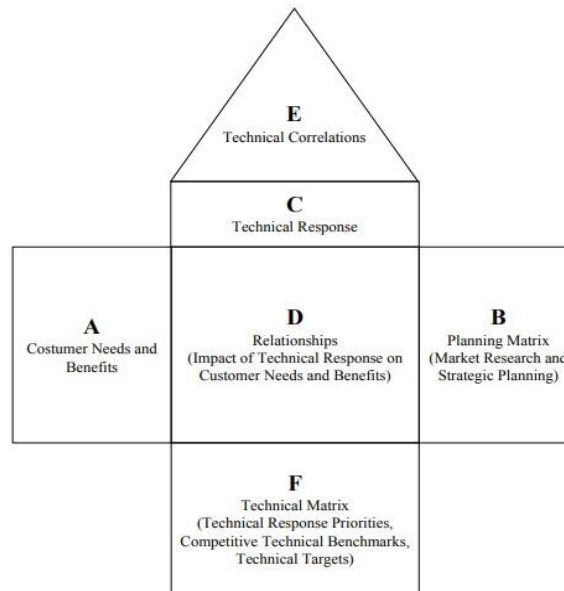 E
Technical Correlations
C
Technical Response
A
Costumer Needs and
Benefits
D
Relationships
(Impact of Technical Response on
Customer Needs and Benefits)
B
Planning Matrix
(Market Research and
Strategic Planning)
F
Technical Matrix
(Technical Response Priorities,
Competitive Technical Benchmarks,
Technical Targets)